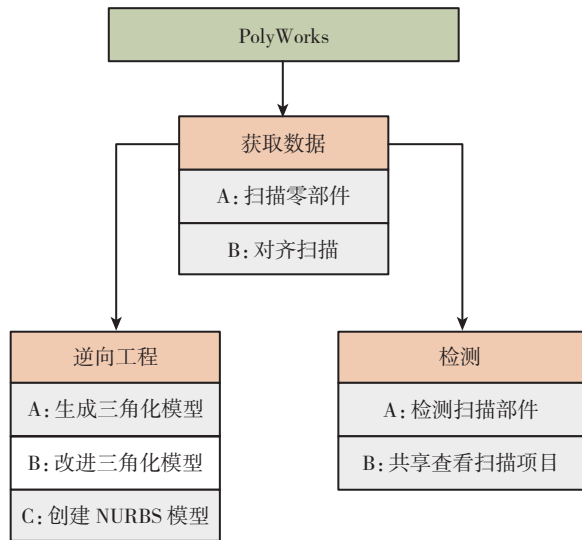 PolyWorks
获取数据
A:扫描零部件
B:对齐扫描
逆向工程
A:生成三角化模型
B:改进三角化模型
C:创建 NURBS 模型
检测
A:检测扫描部件
B:共享查看扫描项目